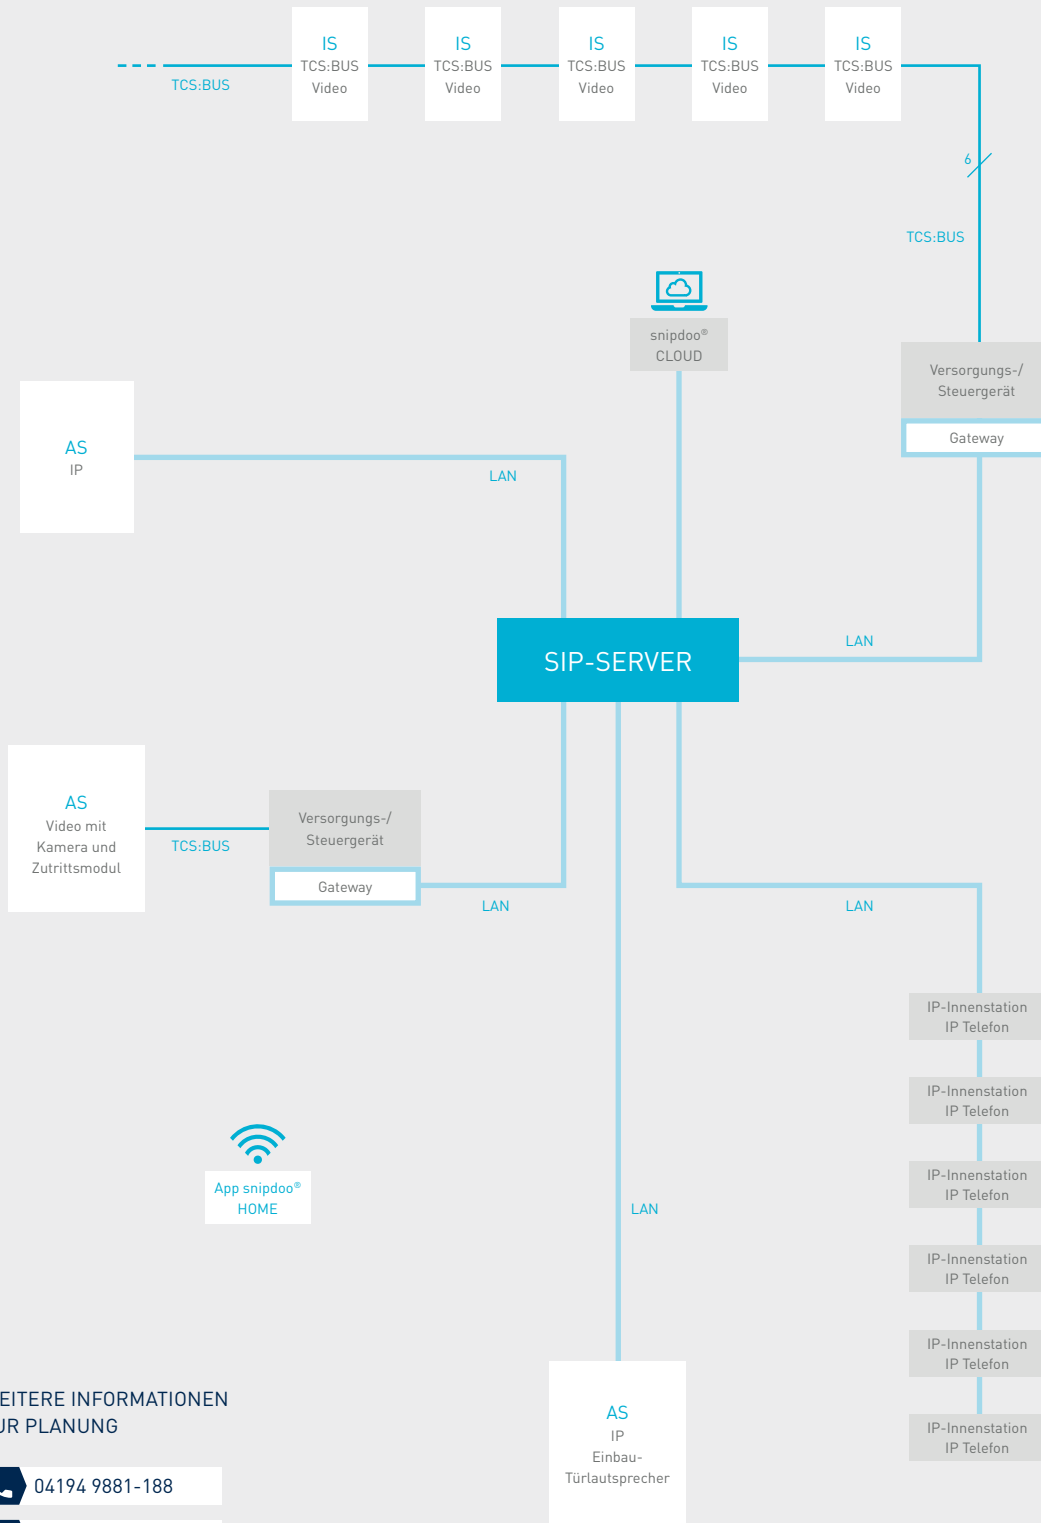 IS
TCS:BUS
Video
IS
TCS:BUS
Video
IS
TCS:BUS
Video
IS
TCS:BUS
Video
IS
TCS:BUS
Video
TCS:BUS
6
TCS:BUS
snipdoo®
CLOUD
Versorgungs-/
Steuergerät
Gateway
AS
IP
LAN
SIP-SERVER
LAN
AS
Video mit
Kamera und
Zutrittsmodul
TCS:BUS
Versorgungs-/
Steuergerät
Gateway
LAN
LAN
IP-Innenstation
IP Telefon
IP-Innenstation
IP Telefon
IP-Innenstation
IP Telefon
IP-Innenstation
IP Telefon
IP-Innenstation
IP Telefon
IP-Innenstation
IP Telefon
App snipdoo®
HOME
LAN
AS
IP
Einbau-
Türlautsprecher
EITERE INFORMATIONEN
UR PLANUNG
04194 9881-188